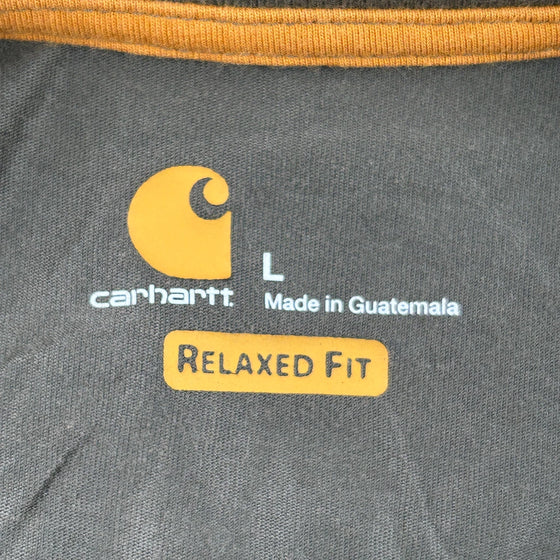 L
carhartt
Made in Guatemala
RELAXED FIT